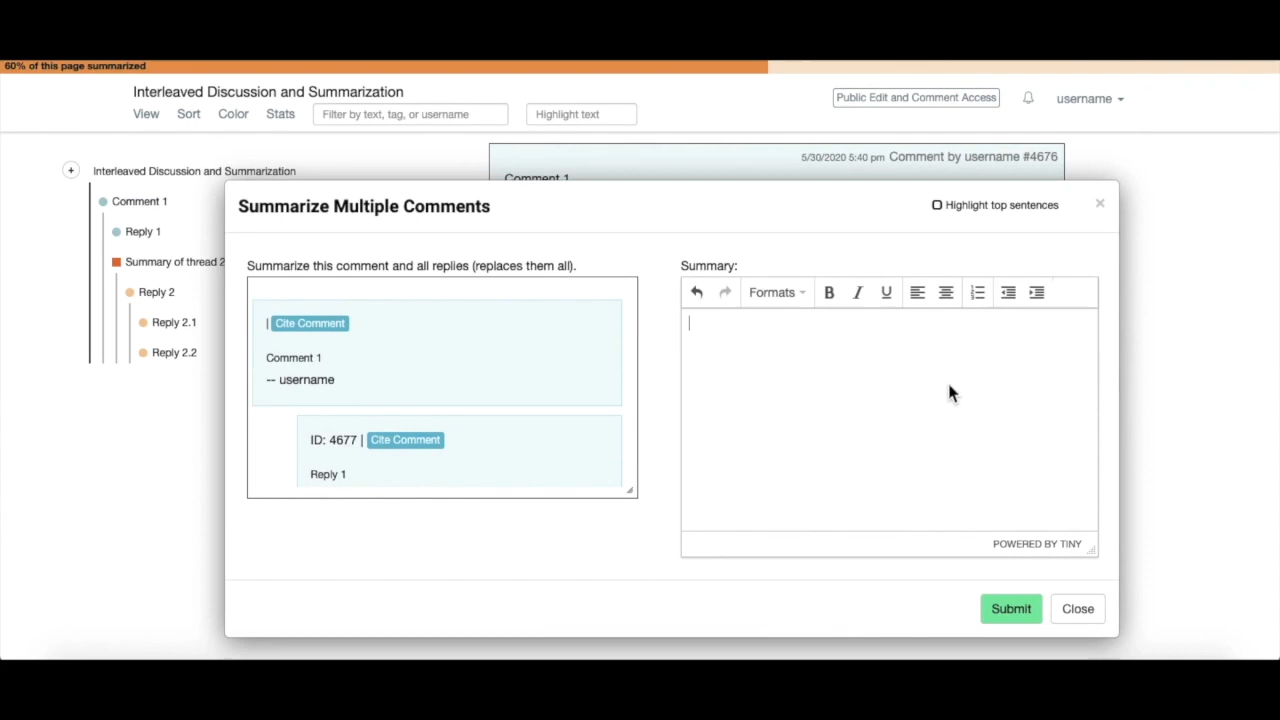 60% of this page summarized
Interleaved Discussion and Summarization
Public Edit and Comment Access
username
View Sort Color Stats Filter by text, tag, or username Highlight text
5/30/2020 5:40 pm Comment by username #4676
Comment 1
+ Interleaved Discussion and Summarization
Comment 1
Reply 1
Summary of thread 2
Reply 2
Reply 2.1
Reply 2.2
Summarize Multiple Comments
Highlight top sentences
×
Summarize this comment and all replies (replaces them all).
| Cite Comment
Comment 1
-- username
ID: 4677 | Cite Comment
Reply 1
Summary:
Formats B I U
POWERED BY TINY
Submit Close